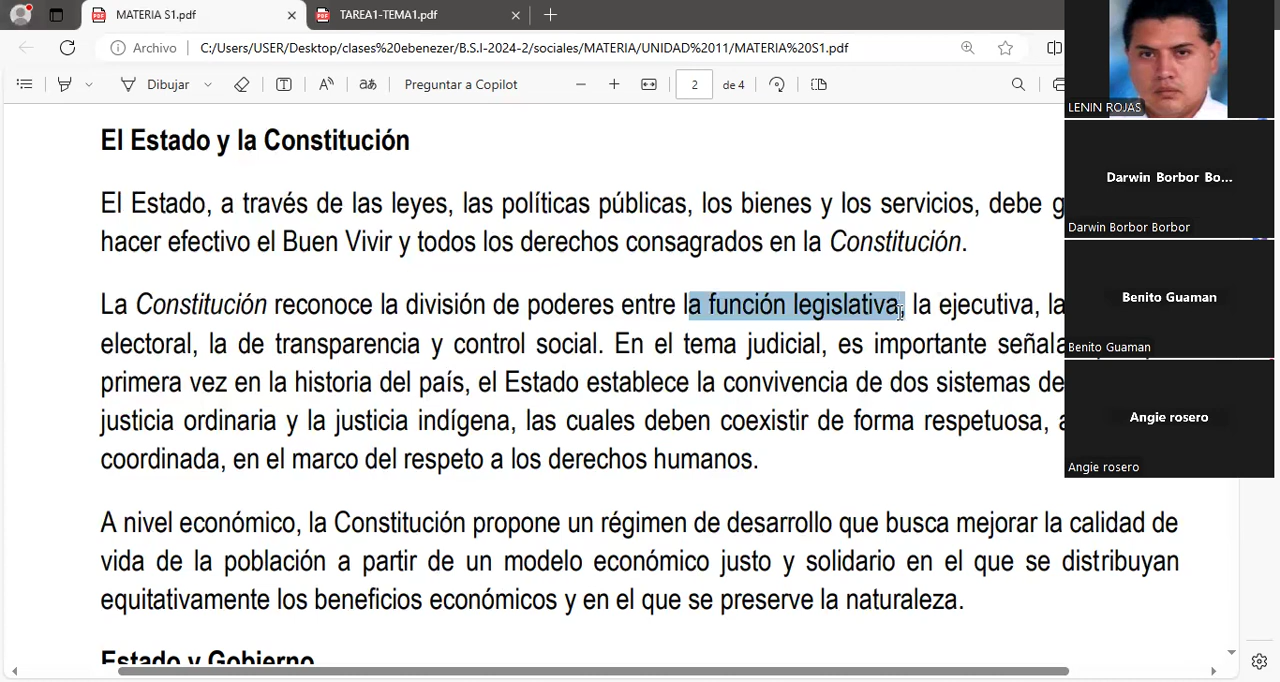 MATERIA S1.pdf
TAREA1-TEMA1.pdf
Archivo
C:/Users/USER/Desktop/clases%20ebenezer/B.S.I-2024-2/sociales/MATERIA/UNIDAD%2011/MATERIA%20S1.pdf
Dibujar
aあ
Preguntar a Copilot
2
de 4
El Estado y la Constitución
El Estado, a través de las leyes, las políticas públicas, los bienes y los servicios, debe
hacer efectivo el Buen Vivir y todos los derechos consagrados en la Constitución.
La Constitución reconoce la división de poderes entre la función legislativa, la ejecutiva, la
electoral, la de transparencia y control social. En el tema judicial, es importante
primera vez en la historia del país, el Estado establece la convivencia de dos sistemas de
justicia ordinaria y la justicia indígena, las cuales deben coexistir de forma respetuosa,
coordinada, en el marco del respeto a los derechos humanos.
A nivel económico, la Constitución propone un régimen de desarrollo que busca mejorar la calidad de
vida de la población a partir de un modelo económico justo y solidario en el que se distribuyan
equitativamente los beneficios económicos y en el que se preserve la naturaleza.
Estado y Gobierno
LENIN ROJAS
Darwin Borbor Bo...
Darwin Borbor Borbor
Benito Guaman
Benito Guaman
Angie rosero
Angie rosero